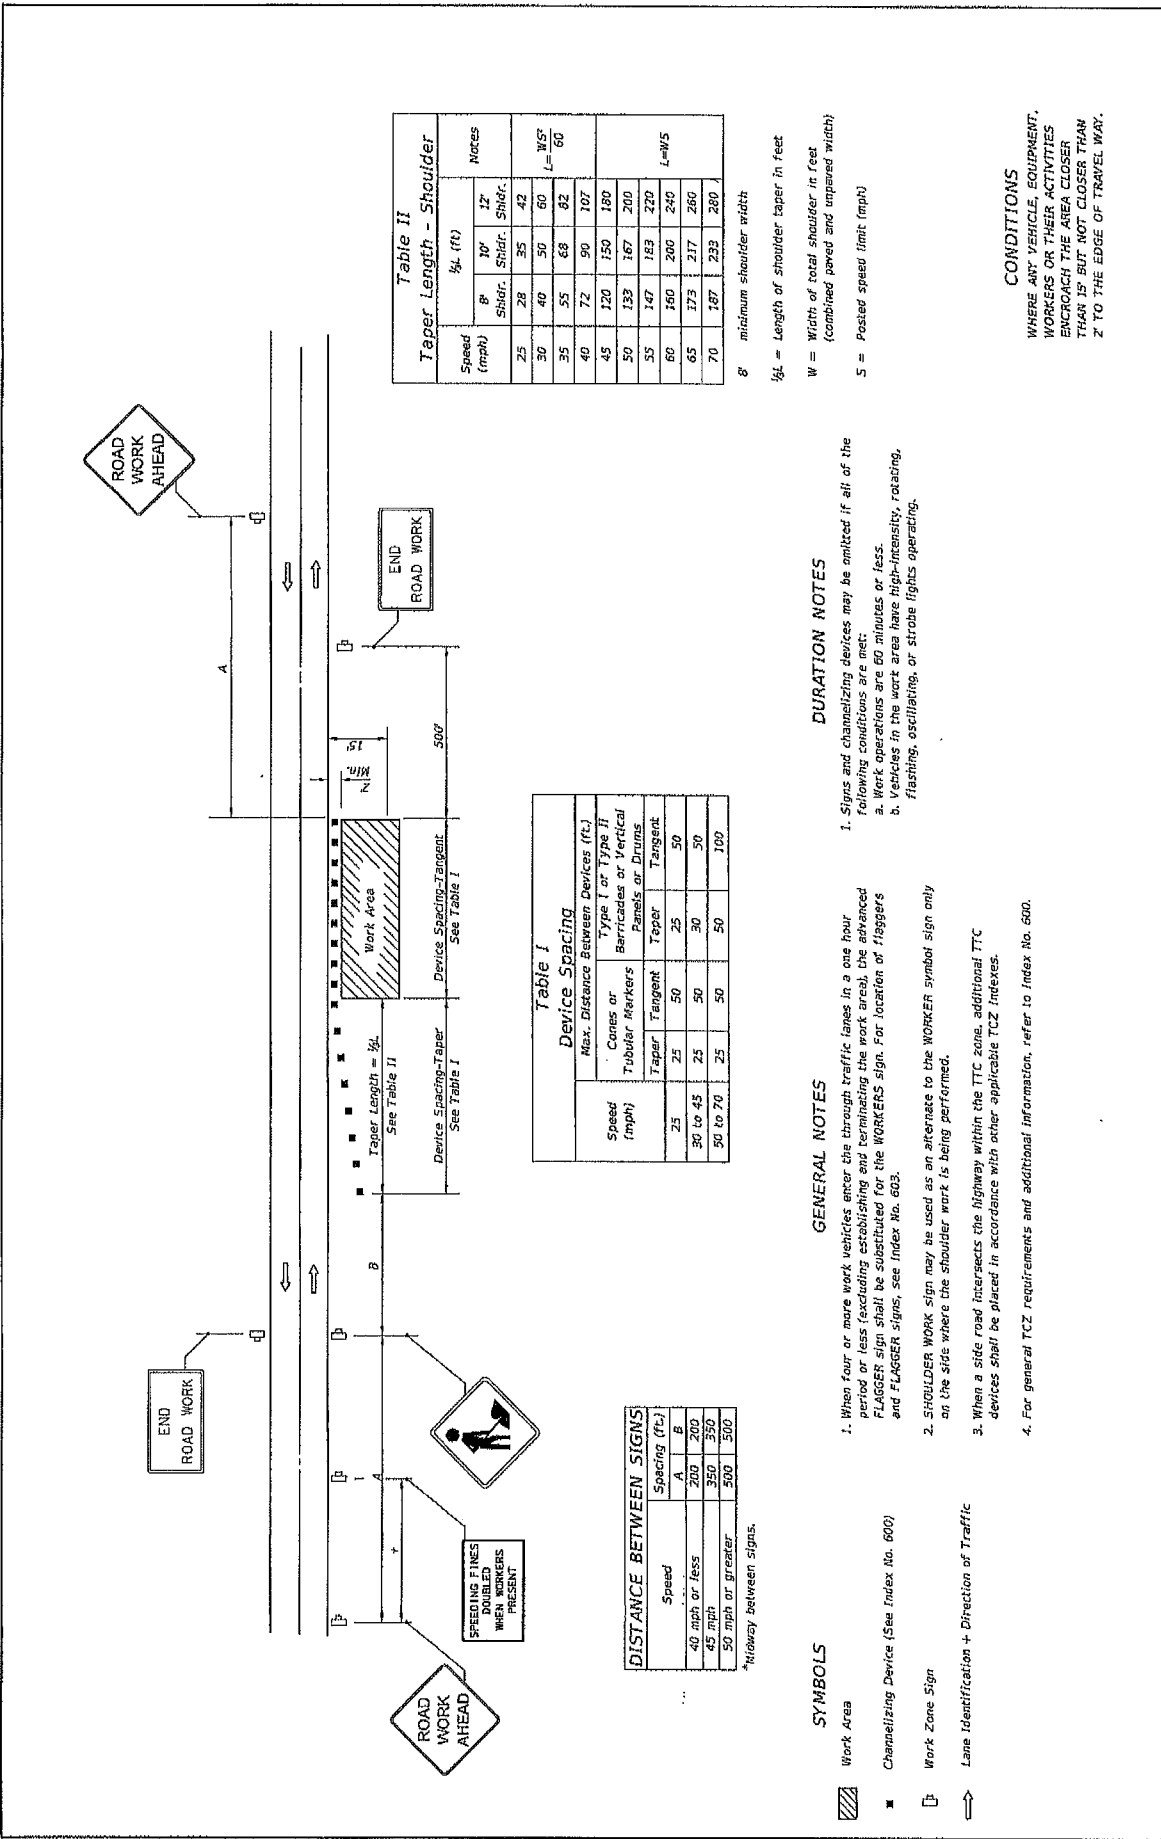 ROAD
WORK
AHEAD
A
END
ROAD WORK
END
ROAD WORK
15'
2'
Min.
500'
Work Area
Taper Length = ⅓L
See Table II
Device Spacing-Tangent
See Table I
Device Spacing-Taper
See Table I
B
A
*
SPEEDING FINES
DOUBLED
WHEN WORKERS
PRESENT
ROAD
WORK
AHEAD
DISTANCE BETWEEN SIGNS
Speed Spacing (ft.)
A B
40 mph or less 200 200
45 mph 350 350
50 mph or greater 500 500
*Midway between signs.
Table I
Device Spacing
Speed (mph) Max. Distance Between Devices (ft.)
Cones or Tubular Markers Type I or Type II Barricades or Vertical Panels or Drums
Taper Tangent Taper Tangent
25 25 50 25 50
30 to 45 25 50 30 50
50 to 70 25 50 50 100
Table II
Taper Length - Shoulder
Speed (mph) ⅓L (ft) Notes
8' Shldr. 10' Shldr. 12' Shldr.
25 28 35 42 L= WS²/60
30 40 50 60
35 55 68 82
40 72 90 107
45 120 150 180 L=WS
50 133 167 200
55 147 183 220
60 160 200 240
65 173 217 260
70 187 233 280
8' minimum shoulder width
⅓L = Length of shoulder taper in feet
W = Width of total shoulder in feet
(combined paved and unpaved width)
S = Posted speed limit (mph)
SYMBOLS
Work Area
Channelizing Device (See Index No. 600)
Work Zone Sign
Lane Identification + Direction of Traffic
GENERAL NOTES
1. When four or more work vehicles enter the through traffic lanes in a one hour
period or less (excluding establishing and terminating the work area), the advanced
FLAGGER sign shall be substituted for the WORKERS sign. For location of flaggers
and FLAGGER signs, see Index No. 603.
2. SHOULDER WORK sign may be used as an alternate to the WORKER symbol sign only
on the side where the shoulder work is being performed.
3. When a side road intersects the highway within the TTC zone, additional TTC
devices shall be placed in accordance with other applicable TCZ Indexes.
4. For general TCZ requirements and additional information, refer to Index No. 600.
DURATION NOTES
1. Signs and channelizing devices may be omitted if all of the
following conditions are met:
a. Work operations are 60 minutes or less.
b. Vehicles in the work area have high-intensity, rotating,
flashing, oscillating, or strobe lights operating.
CONDITIONS
WHERE ANY VEHICLE, EQUIPMENT,
WORKERS OR THEIR ACTIVITIES
ENCROACH THE AREA CLOSER
THAN 15' BUT NOT CLOSER THAN
2' TO THE EDGE OF TRAVEL WAY.